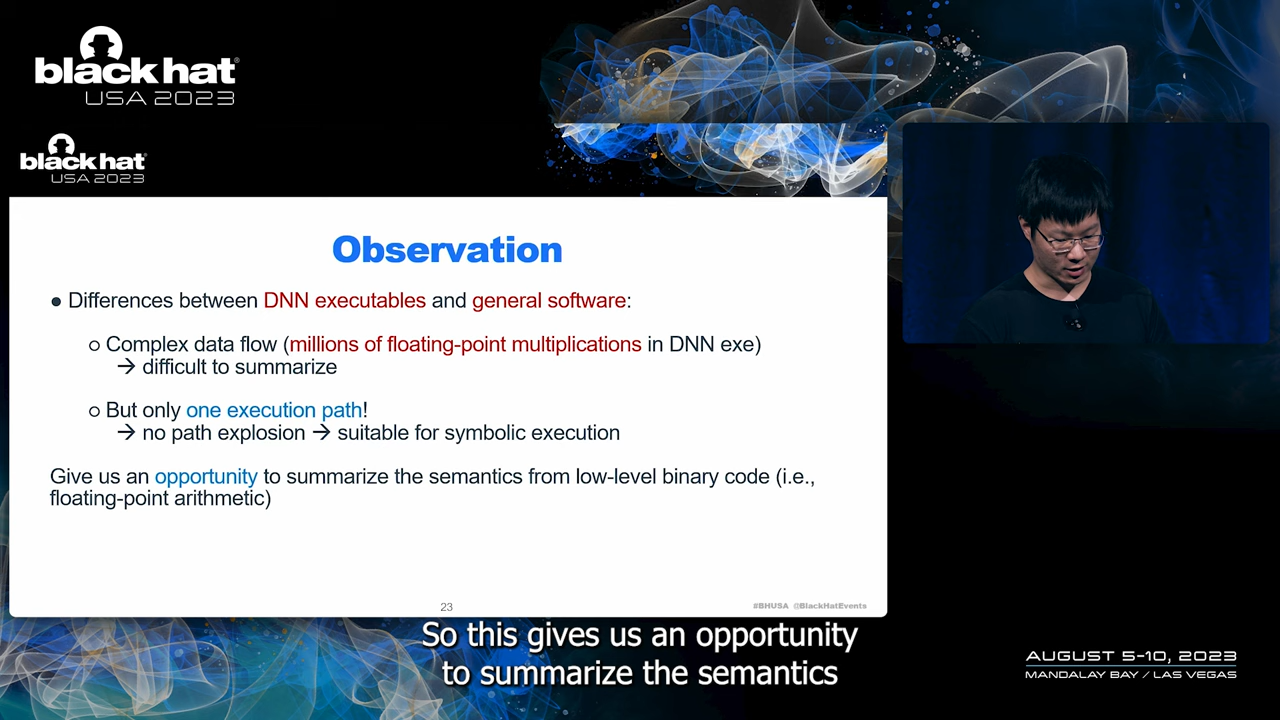 black hat
USA 2023
black hat
USA 2023
Observation
● Differences between DNN executables and general software:
○ Complex data flow (millions of floating-point multiplications in DNN exe)
→ difficult to summarize
○ But only one execution path!
→ no path explosion → suitable for symbolic execution
Give us an opportunity to summarize the semantics from low-level binary code (i.e.,
floating-point arithmetic)
23
#BHUSA @BlackHatEvents
So this gives us an opportunity
to summarize the semantics
AUGUST 5-10, 2023
MANDALAY BAY / LAS VEGAS